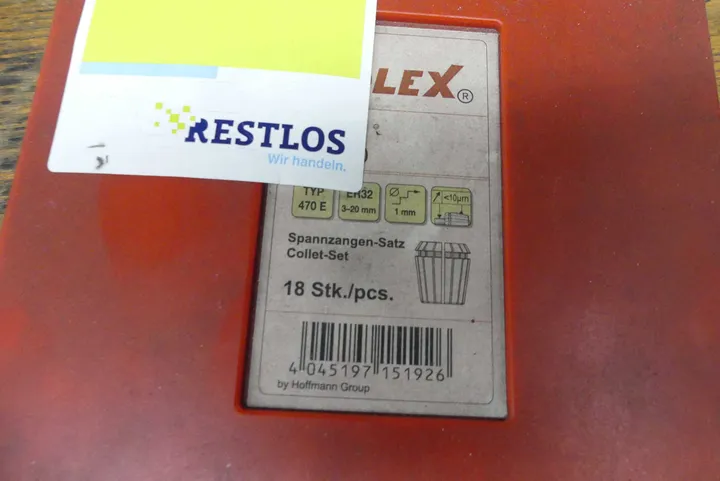 LEX®
RESTLOS
Wir handeln.
TYP
470 E
ER32
3–20 mm
Ø
1 mm
<10µm
Spannzangen-Satz
Collet-Set
18 Stk./pcs.
4 045197 151926
by Hoffmann Group